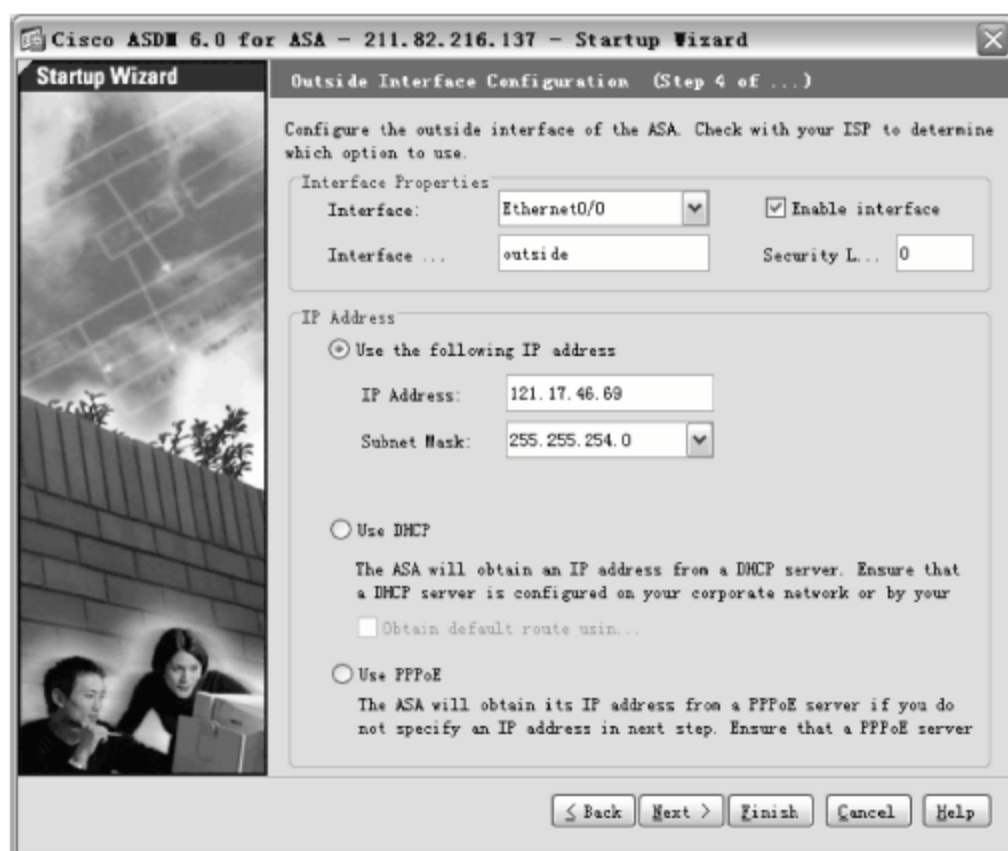 Cisco ASDM 6.0 for ASA - 211.82.216.137 - Startup Wizard
Startup Wizard
Outside Interface Configuration (Step 4 of ...)
Configure the outside interface of the ASA. Check with your ISP to determine
which option to use.
Interface Properties
Interface: Ethernet0/0 Enable interface
Interface ... outside Security L... 0
IP Address
Use the following IP address
IP Address: 121.17.46.69
Subnet Mask: 255.255.254.0
Use DHCP
The ASA will obtain an IP address from a DHCP server. Ensure that
a DHCP server is configured on your corporate network or by your
Obtain default route usin...
Use PPPoE
The ASA will obtain its IP address from a PPPoE server if you do
not specify an IP address in next step. Ensure that a PPPoE server
< Back Next > Finish Cancel Help